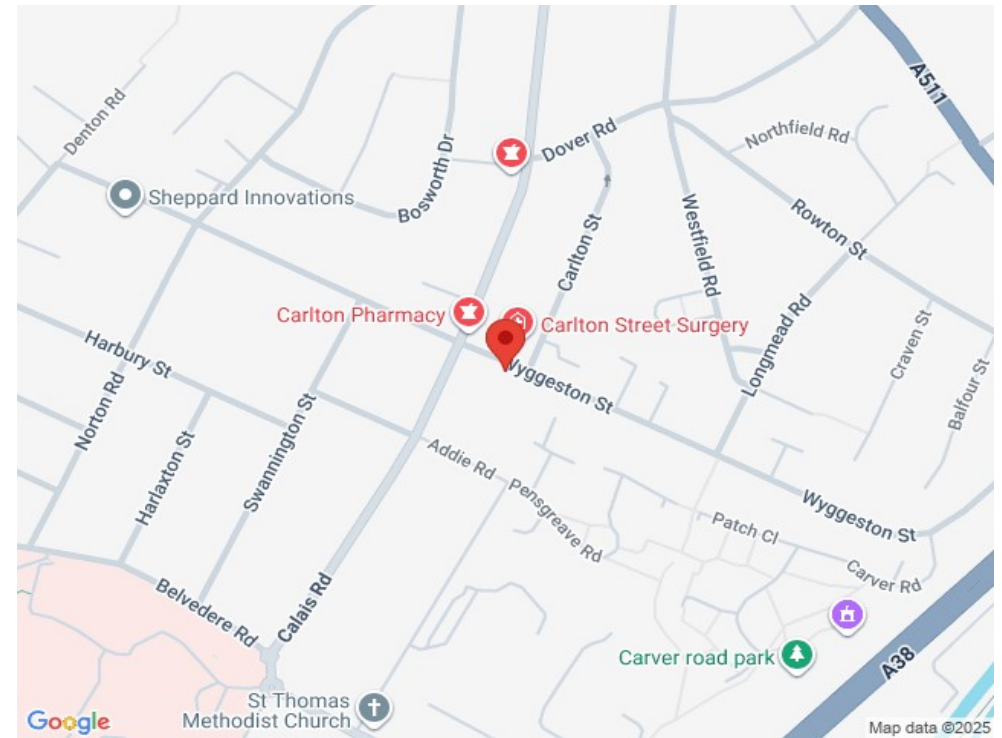 A511
Denton Rd
Northfield Rd
Dover Rd
Bosworth Dr
Sheppard Innovations
Westfield Rd
Rowton St
Carlton St
Carlton Pharmacy
Carlton Street Surgery
Longmead Rd
Craven St
Harbury St
Wyggeston St
Balfour St
Norton Rd
Harlaxton St
Swannington St
Addie Rd
Pensgreave Rd
Wyggeston St
Patch Cl
Carver Rd
Belvedere Rd
Calais Rd
Carver road park
A38
St Thomas
Methodist Church
Google
Map data ©2025